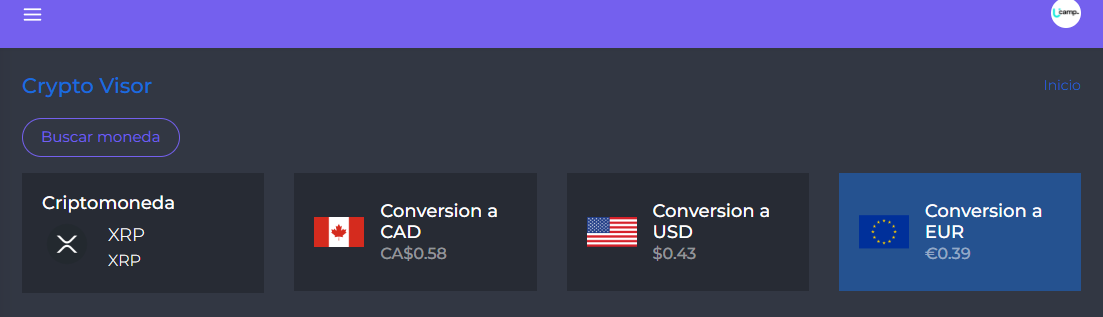 Ucamp
Crypto Visor
Inicio
Buscar moneda
Criptomoneda
XRP
XRP
Conversion a
CAD
CA$0.58
Conversion a
USD
$0.43
Conversion a
EUR
€0.39